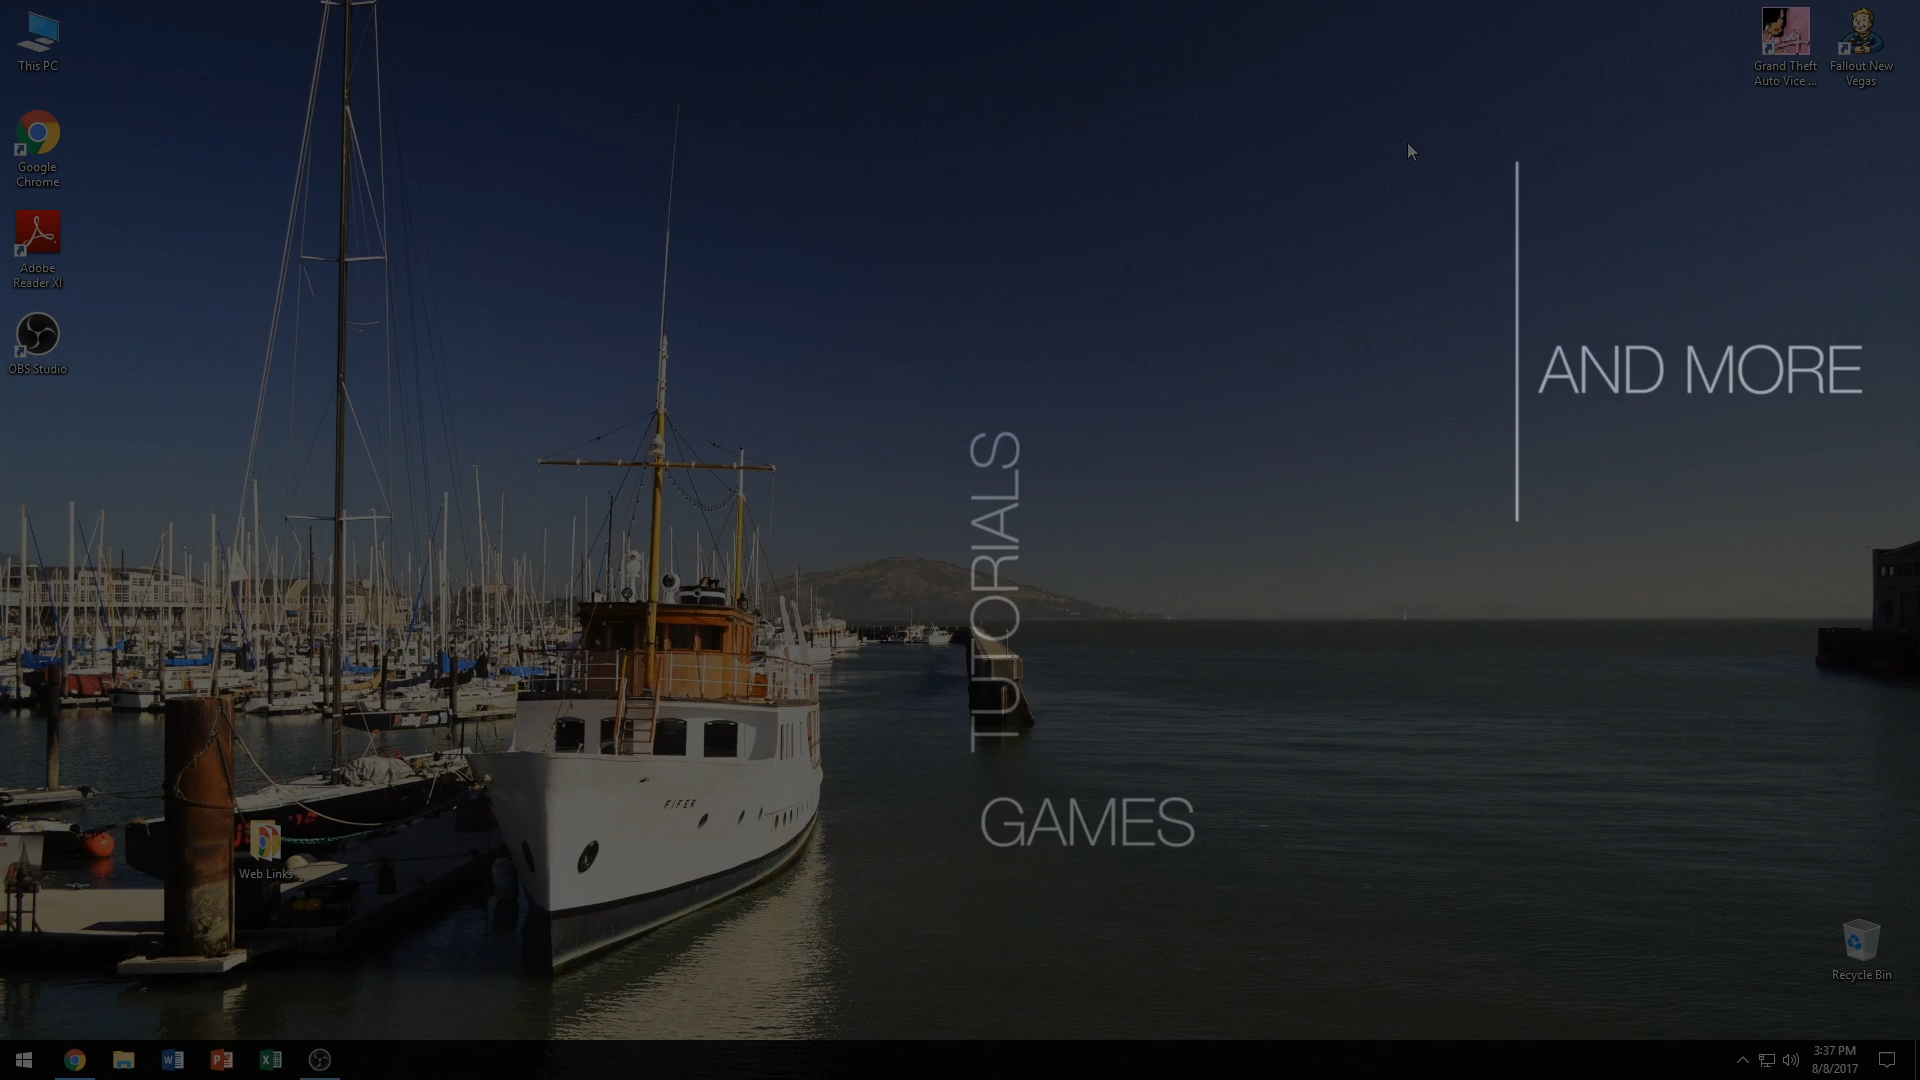 This PC
Google
Chrome
Adobe
Reader XI
OBS Studio
Grand Theft
Auto Vice ...
Fallout New
Vegas
AND MORE
TUTORIALS
GAMES
FIFER
Web Links
Recycle Bin
3:37 PM
8/8/2017